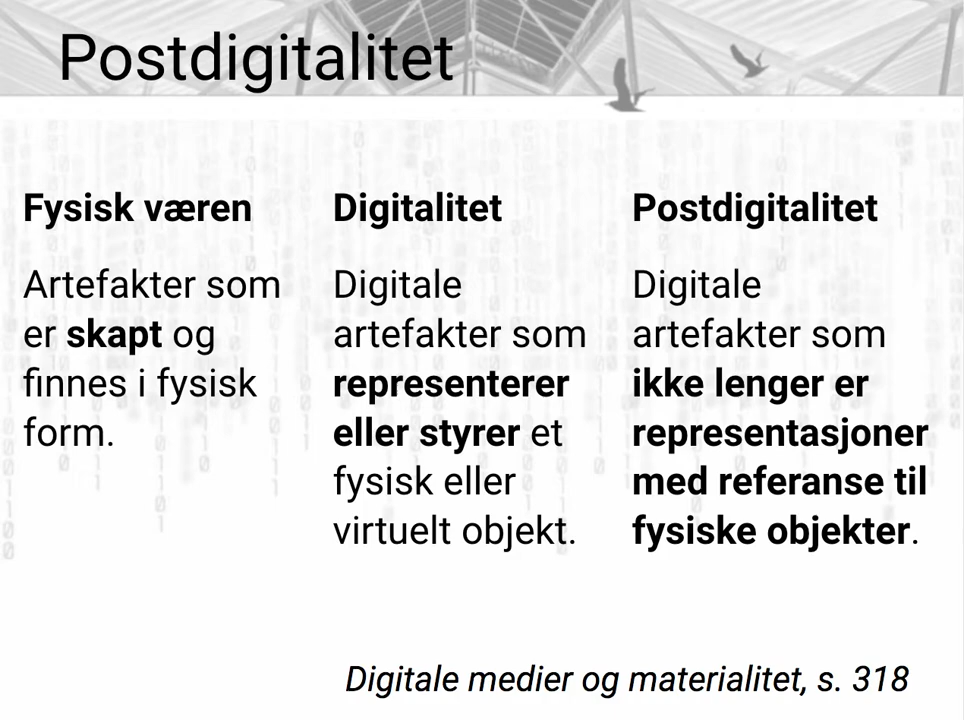 Postdigitalitet
Fysisk væren
Artefakter som
er skapt og
finnes i fysisk
form.
Digitalitet
Digitale
artefakter som
representerer
eller styrer et
fysisk eller
virtuelt objekt.
Postdigitalitet
Digitale
artefakter som
ikke lenger er
representasjoner
med referanse til
fysiske objekter.
Digitale medier og materialitet, s. 318